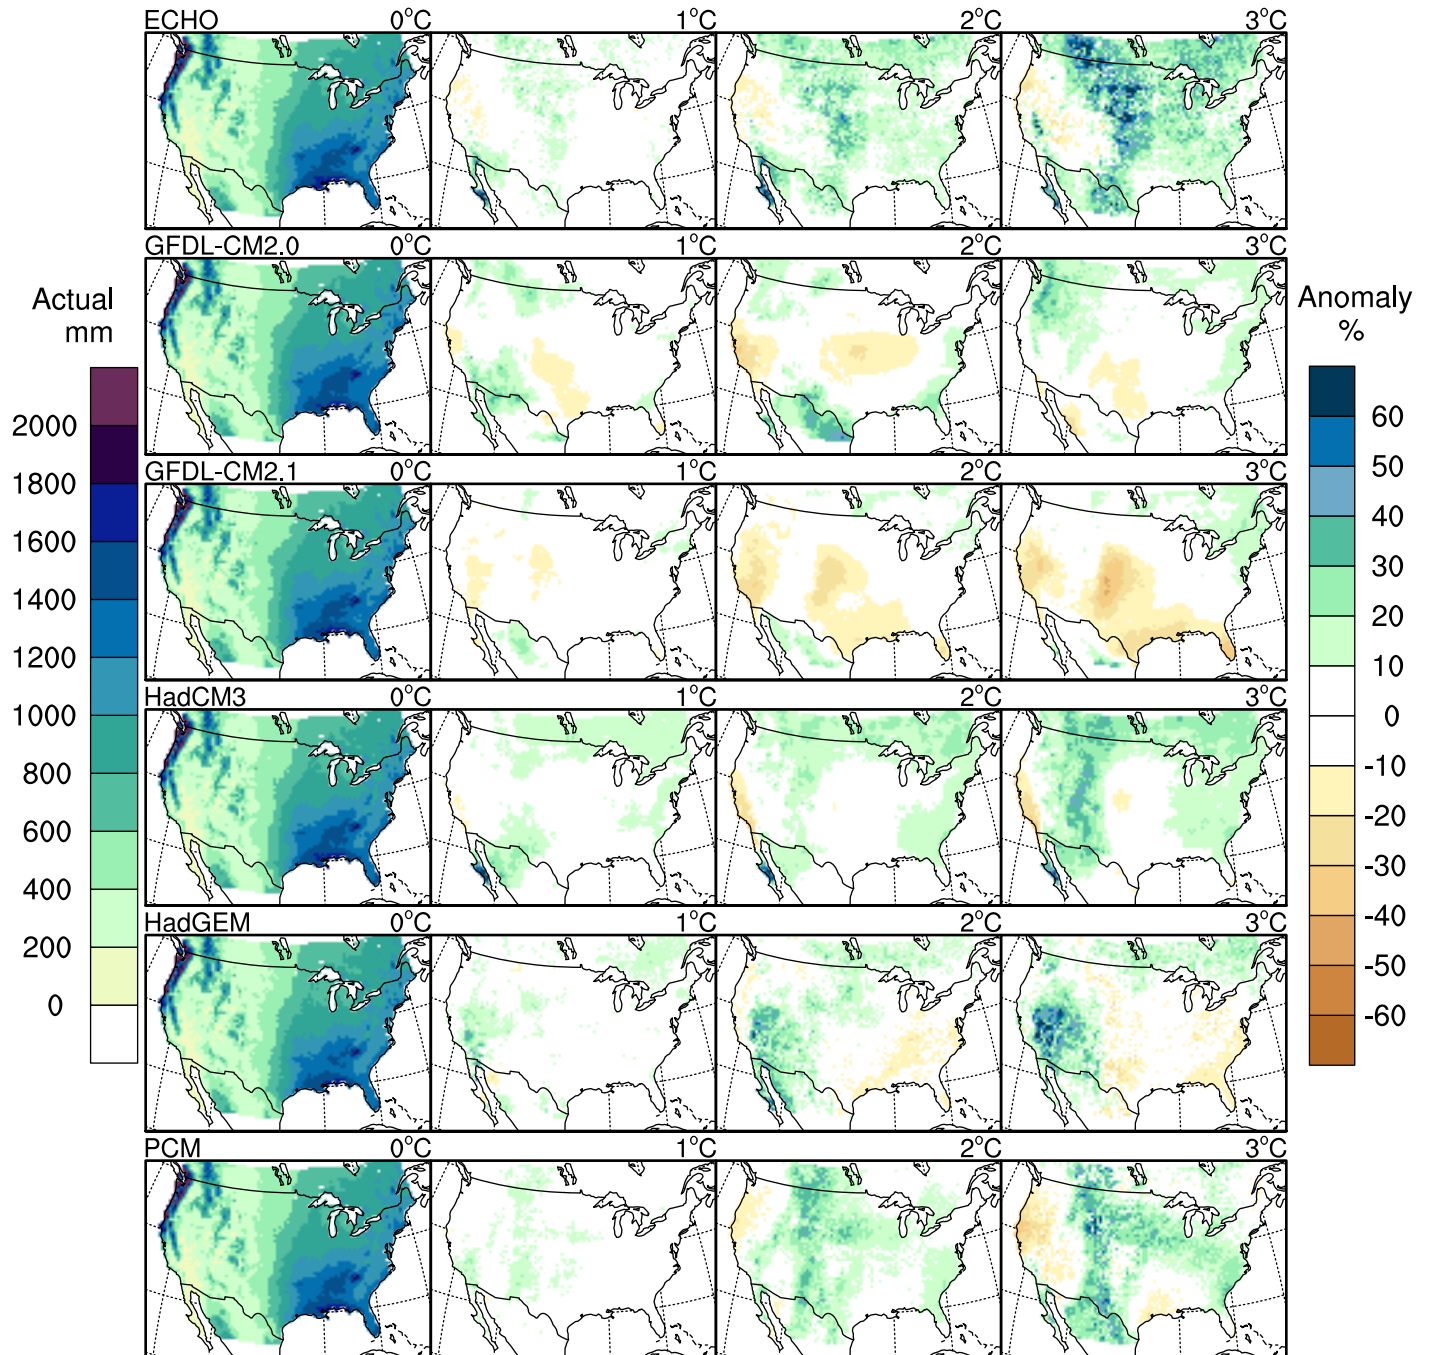 ECHO 0°C 1°C 2°C 3°C
GFDL-CM2.0 0°C 1°C 2°C 3°C
Actual
mm
Anomaly
%
2000
1800
1600
1400
1200
1000
800
600
400
200
0
60
50
40
30
20
10
0
-10
-20
-30
-40
-50
-60
GFDL-CM2.1 0°C 1°C 2°C 3°C
HadCM3 0°C 1°C 2°C 3°C
HadGEM 0°C 1°C 2°C 3°C
PCM 0°C 1°C 2°C 3°C